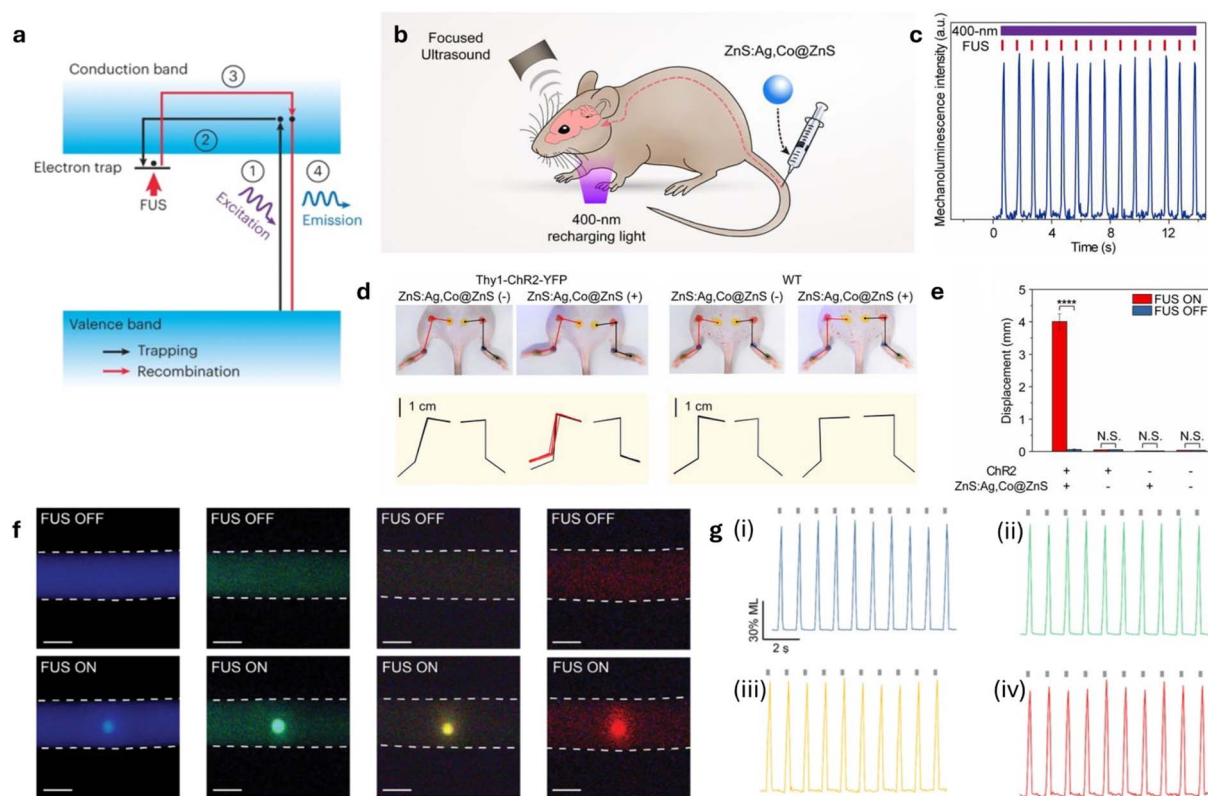 a
Conduction band
3
2
Electron trap
FUS
1
Excitation
4
Emission
Valence band
Trapping
Recombination
b
Focused
Ultrasound
ZnS:Ag,Co@ZnS
400-nm
recharging light
c
400-nm
FUS
Mechanoluminescence intensity (a.u.)
0 4 8 12
Time (s)
d
Thy1-ChR2-YFP WT
ZnS:Ag,Co@ZnS (-) ZnS:Ag,Co@ZnS (+) ZnS:Ag,Co@ZnS (-) ZnS:Ag,Co@ZnS (+)
1 cm 1 cm
e
Displacement (mm)
5
4
3
2
1
0
****
FUS ON
FUS OFF
N.S. N.S. N.S.
ChR2 + + - -
ZnS:Ag,Co@ZnS + - + -
f
FUS OFF FUS OFF FUS OFF FUS OFF
FUS ON FUS ON FUS ON FUS ON
g
(i)
30% ML
2 s
(ii)
(iii)
(iv)